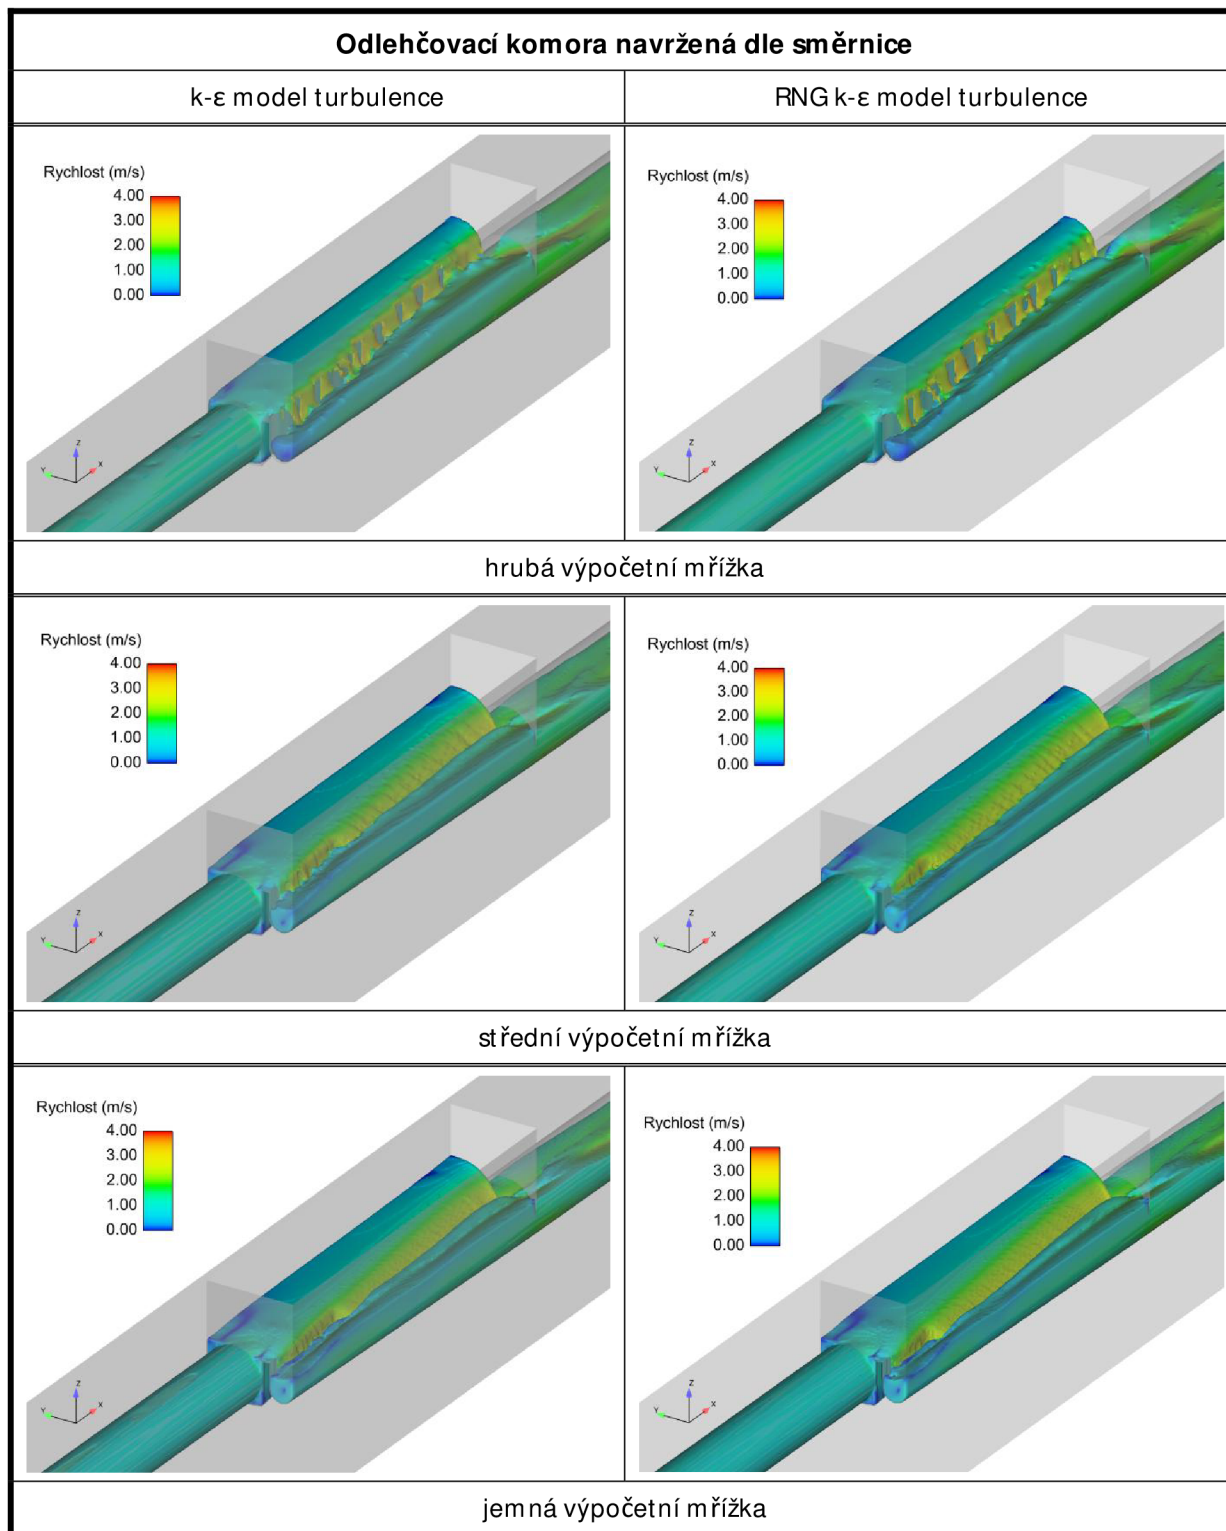 Odlehčovací komora navržená dle směrnice
k-ε model turbulence
RNG k-ε model turbulence
Rychlost (m/s)
4.00
3.00
2.00
1.00
0.00
Z
Y
X
Rychlost (m/s)
4.00
3.00
2.00
1.00
0.00
Z
Y
X
hrubá výpočetní mřížka
Rychlost (m/s)
4.00
3.00
2.00
1.00
0.00
Z
Y
X
Rychlost (m/s)
4.00
3.00
2.00
1.00
0.00
Z
Y
X
střední výpočetní mřížka
Rychlost (m/s)
4.00
3.00
2.00
1.00
0.00
Z
Y
X
Rychlost (m/s)
4.00
3.00
2.00
1.00
0.00
Z
Y
X
jemná výpočetní mřížka